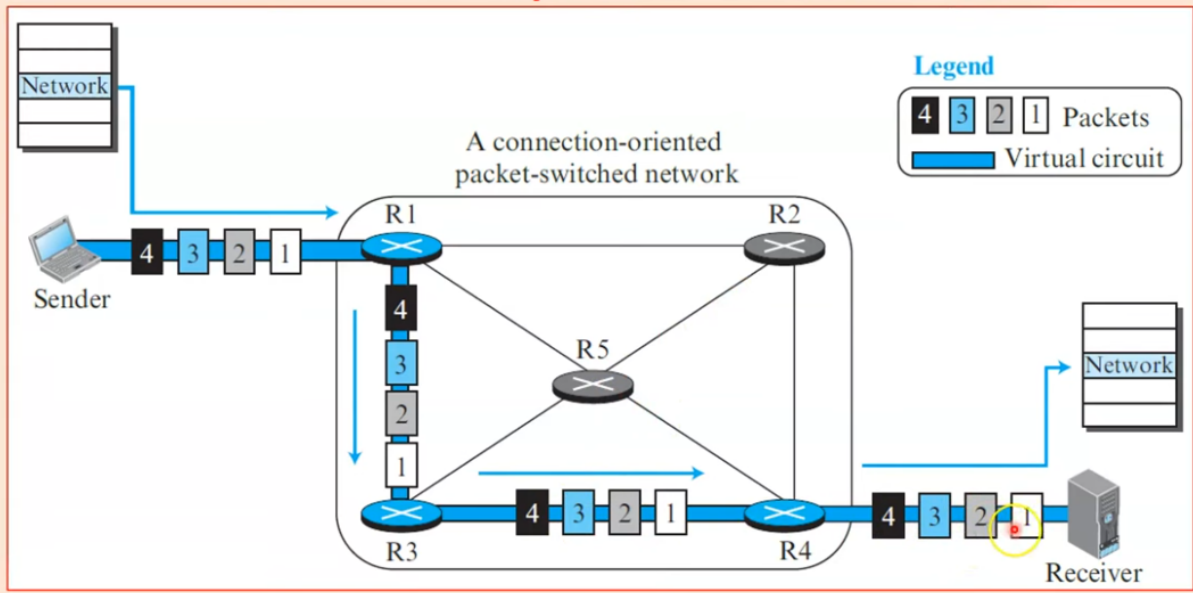 Network
Legend
4 3 2 1 Packets
Virtual circuit
A connection-oriented
packet-switched network
R1
R2
4 3 2 1
Sender
4
3
2
1
R5
Network
4 3 2 1
4 3 2 1
R3
R4
Receiver